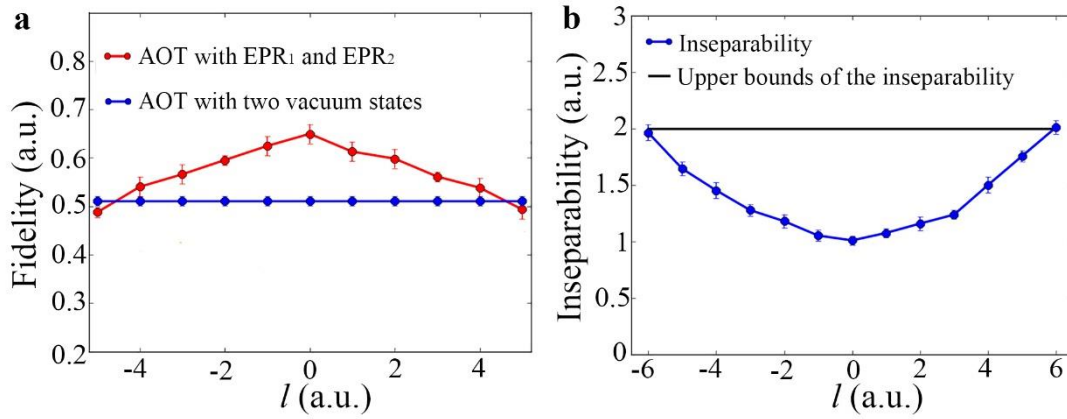 a
Fidelity (a.u.)
0.8
0.7
0.6
0.5
0.4
0.3
0.2
AOT with EPR₁ and EPR₂
AOT with two vacuum states
-4
-2
0
2
4
l (a.u.)
b
Inseparability (a.u.)
3
2.5
2
1.5
1
0.5
0
Inseparability
Upper bounds of the inseparability
-6
-4
-2
0
2
4
6
l (a.u.)